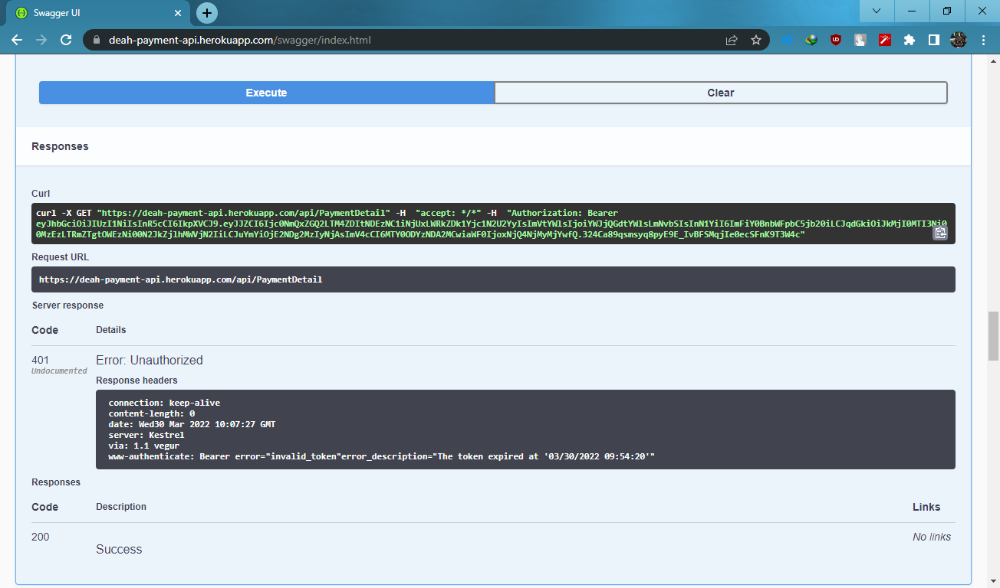 Swagger UI
deah-payment-api.herokuapp.com/swagger/index.html
Execute
Clear
Responses
Curl
curl -X GET "https://deah-payment-api.herokuapp.com/api/PaymentDetail" -H  "accept: */*" -H  "Authorization: Bearer
Request URL
https://deah-payment-api.herokuapp.com/api/PaymentDetail
Server response
Code Details
401 Error: Unauthorized
Undocumented
Response headers
connection: keep-alive
content-length: 0
date: Wed30 Mar 2022 10:07:27 GMT
server: Kestrel
via: 1.1 vegur
www-authenticate: Bearer error="invalid_token"error_description="The token expired at '03/30/2022 09:54:20'"
Responses
Code Description Links
200 Success No links